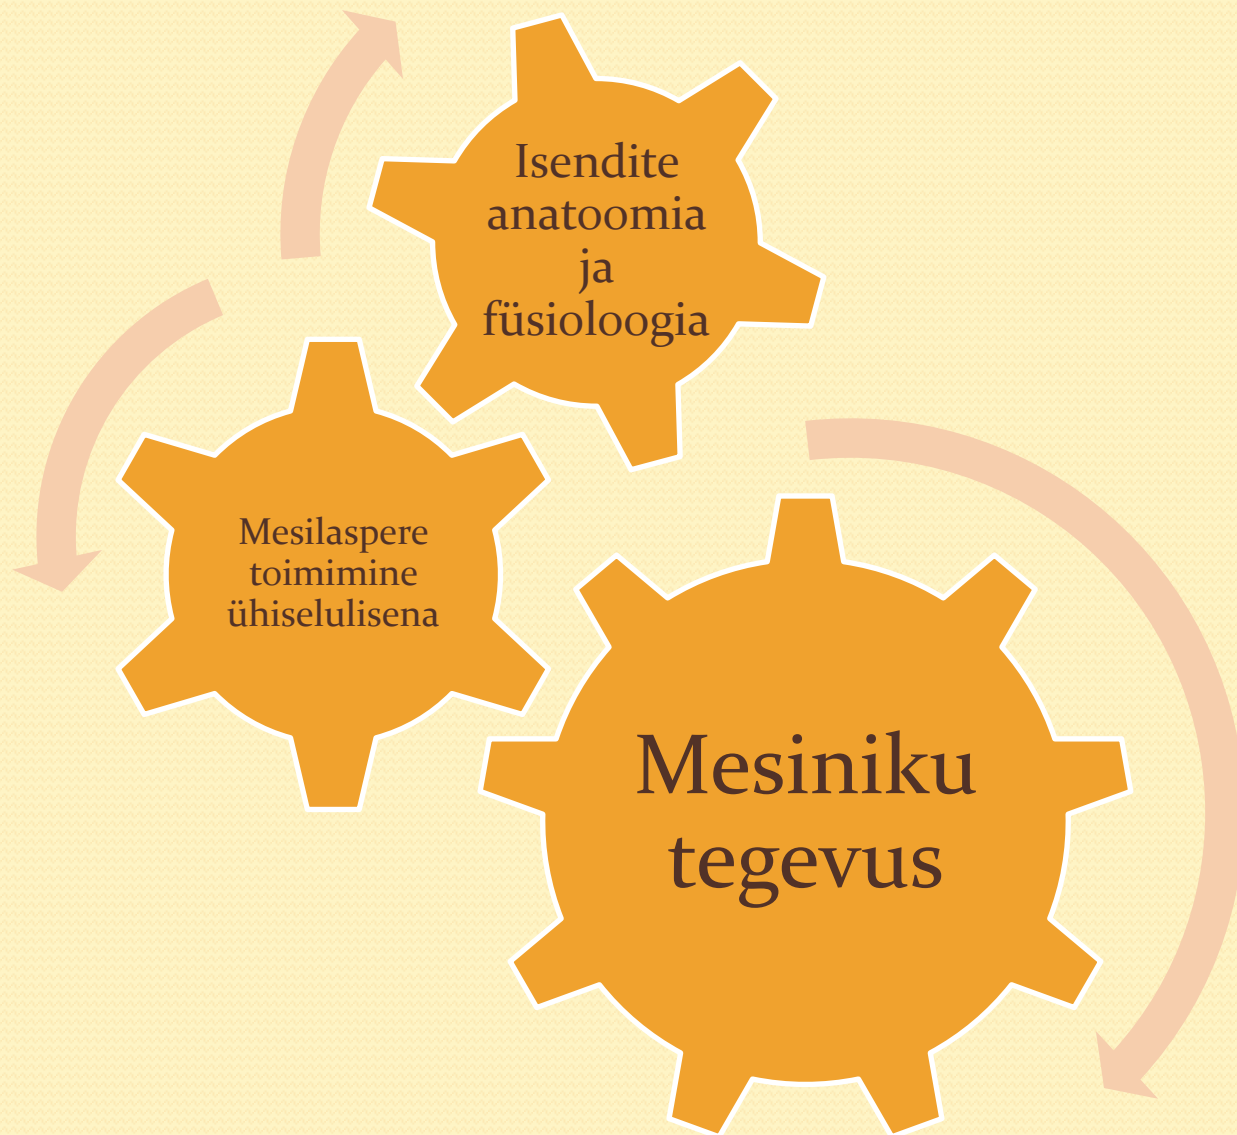 Isendite
anatoomia
ja
füsioloogia
Mesilaspere
toimimine
ühiselulisena
Mesiniku
tegevus